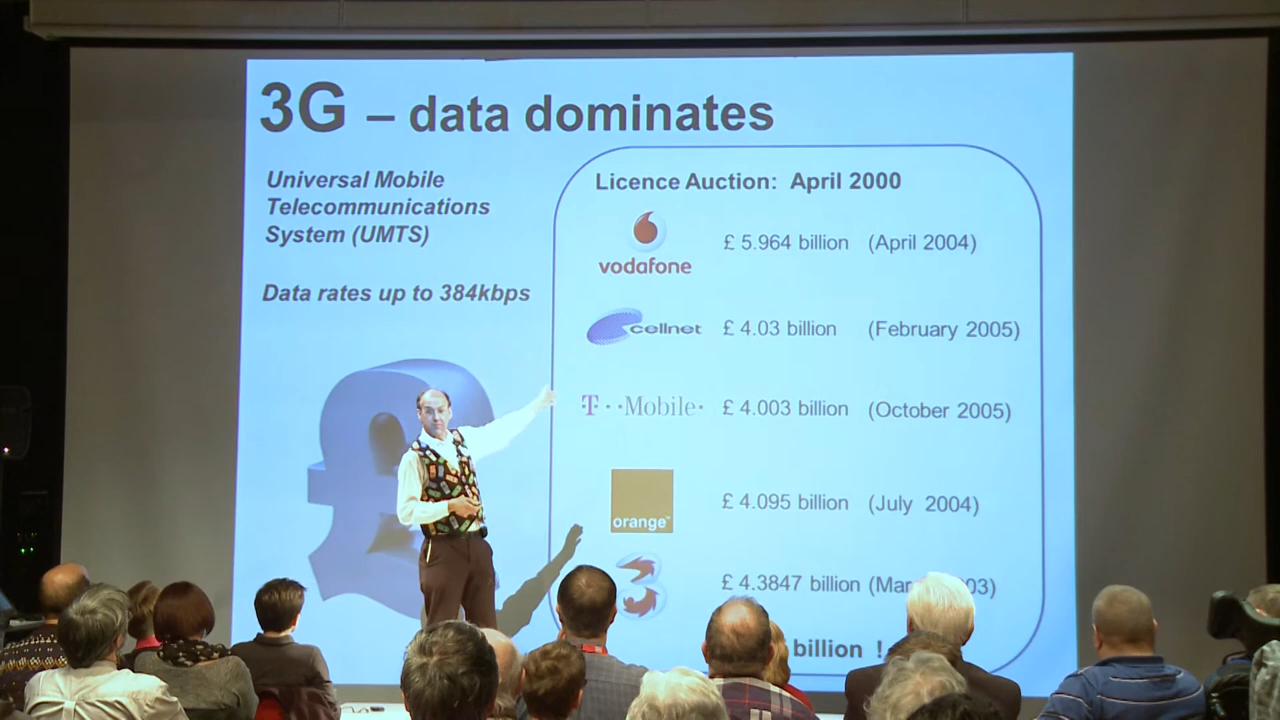 3G – data dominates
Universal Mobile
Telecommunications
System (UMTS)
Data rates up to 384kbps
Licence Auction: April 2000
vodafone £ 5.964 billion (April 2004)
cellnet £ 4.03 billion (February 2005)
T··Mobile· £ 4.003 billion (October 2005)
orange™ £ 4.095 billion (July 2004)
3 £ 4.3847 billion
billion !